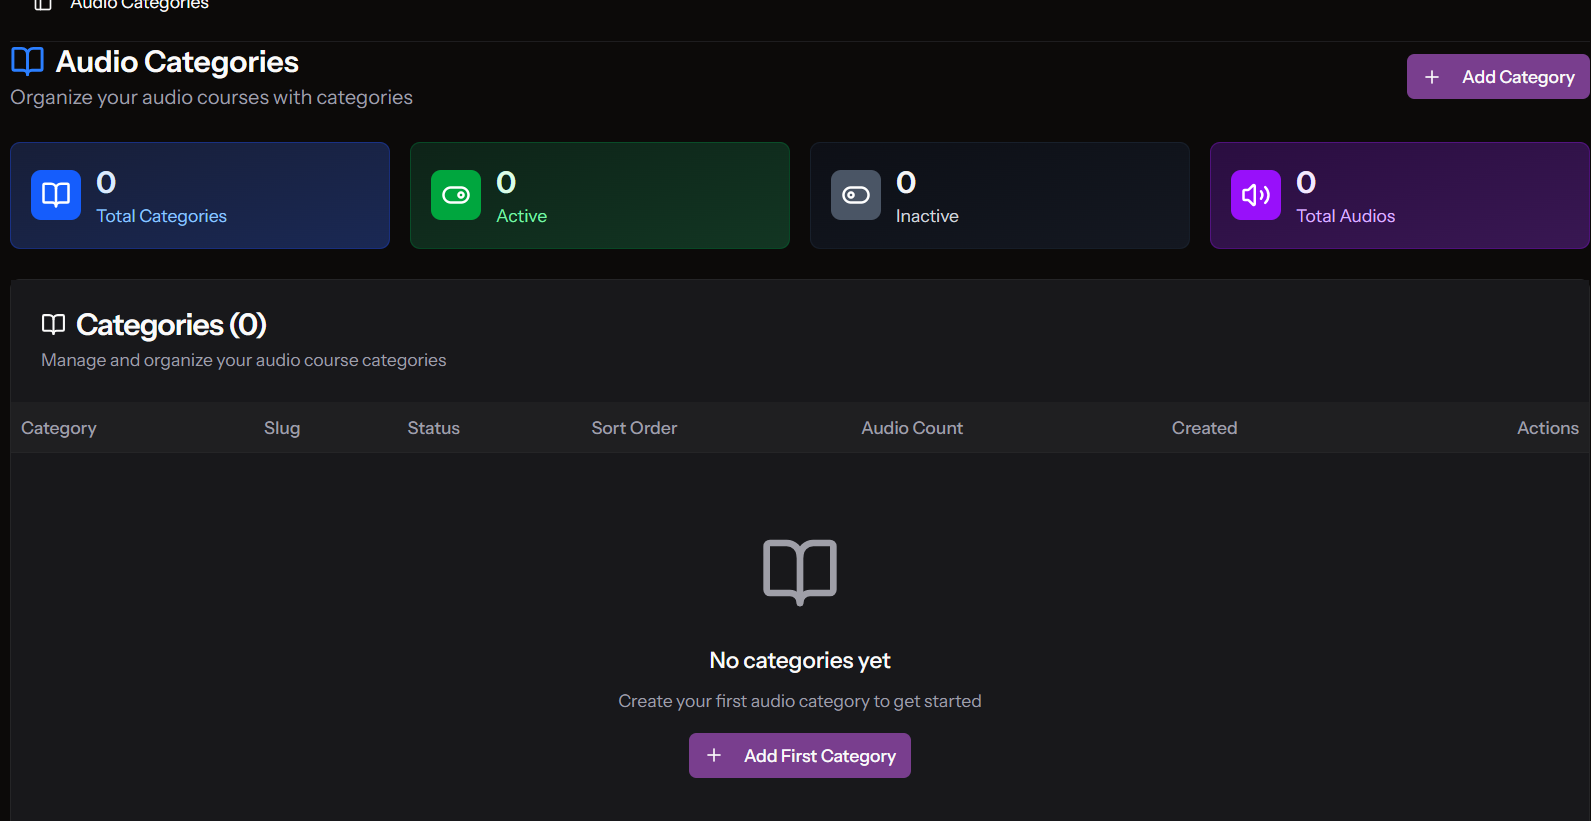 Audio Categories
Audio Categories
Organize your audio courses with categories
Add Category
0
Total Categories
0
Active
0
Inactive
0
Total Audios
Categories (0)
Manage and organize your audio course categories
Category Slug Status Sort Order Audio Count Created Actions
No categories yet
Create your first audio category to get started
Add First Category